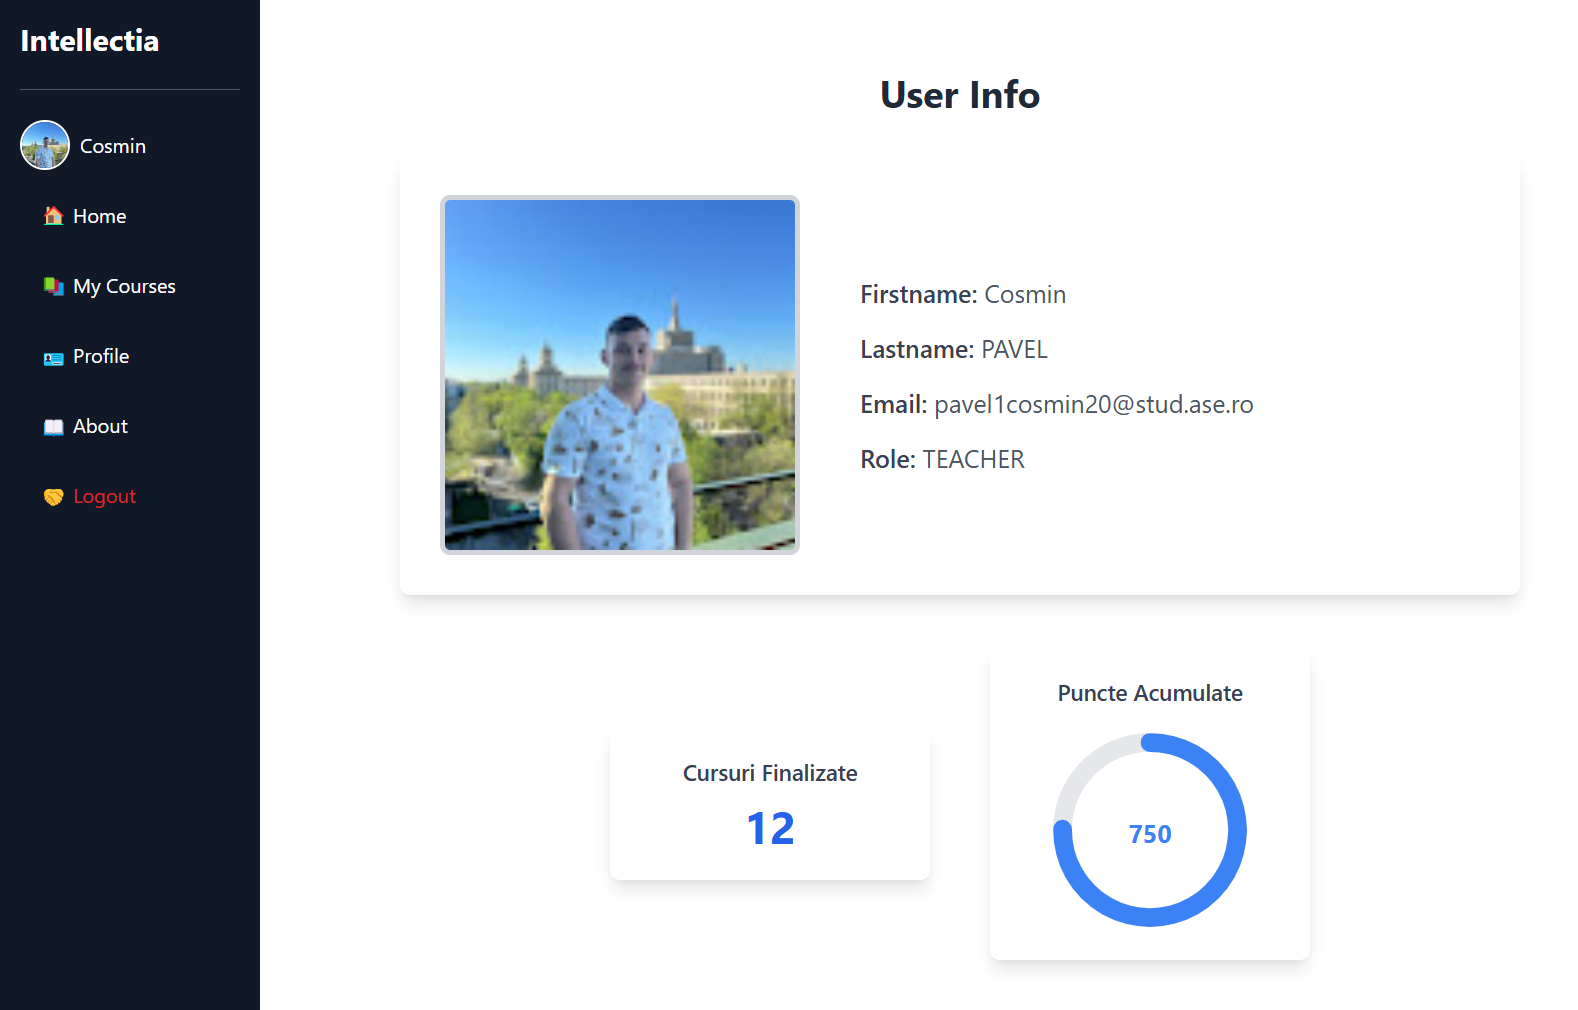 Intellectia
Cosmin
Home
My Courses
Profile
About
Logout
User Info
Firstname: Cosmin
Lastname: PAVEL
Email: pavel1cosmin20@stud.ase.ro
Role: TEACHER
Cursuri Finalizate
12
Puncte Acumulate
750